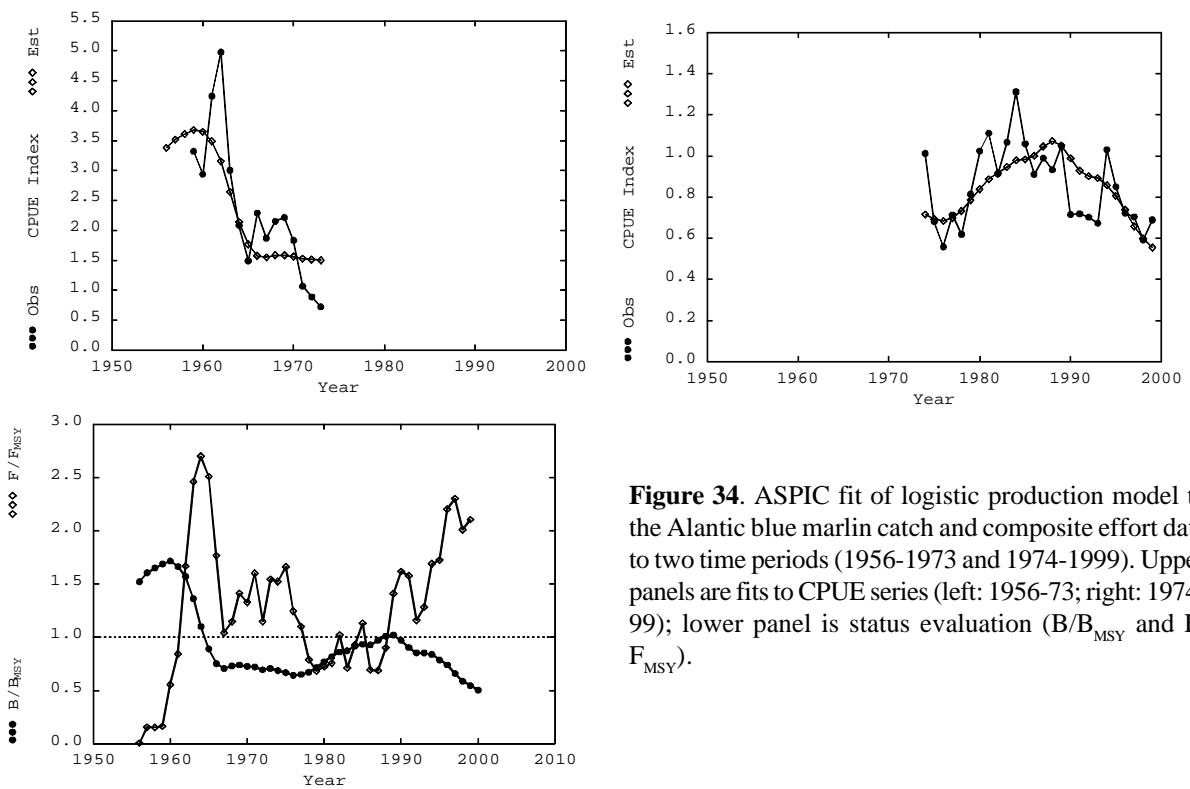 5.5
5.0
4.5
4.0
3.5
3.0
2.5
2.0
1.5
1.0
0.5
0.0
Obs CPUE Index Est
1950 1960 1970 1980 1990 2000
Year
1.6
1.4
1.2
1.0
0.8
0.6
0.4
0.2
0.0
Obs CPUE Index Est
1950 1960 1970 1980 1990 2000
Year
3.0
2.5
2.0
1.5
1.0
0.5
0.0
B/BMSY F/FMSY
1950 1960 1970 1980 1990 2000 2010
Year
Figure 34. ASPIC fit of logistic production model t
the Alantic blue marlin catch and composite effort dat
to two time periods (1956-1973 and 1974-1999). Uppe
panels are fits to CPUE series (left: 1956-73; right: 1974
99); lower panel is status evaluation (B/BMSY and F
FMSY).